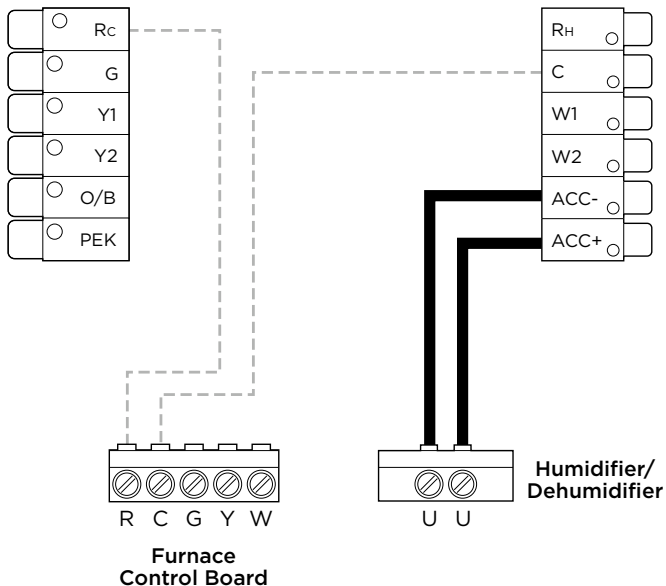 Rc
G
Y1
Y2
O/B
PEK
RH
C
W1
W2
ACC-
ACC+
R C G Y W
Furnace
Control Board
U U
Humidifier/
Dehumidifier